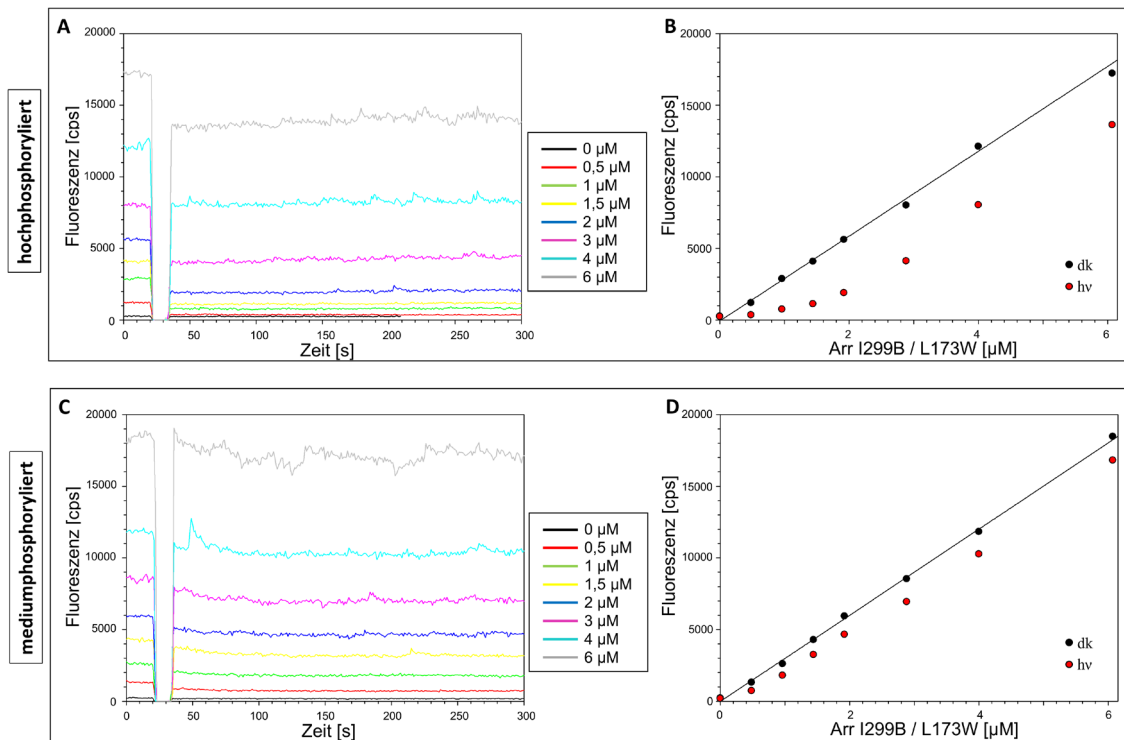 hochphosphoryliert
A
Fluoreszenz [cps]
20000
15000
10000
5000
0
0 50 100 150 200 250 300
Zeit [s]
0 µM
0,5 µM
1 µM
1,5 µM
2 µM
3 µM
4 µM
6 µM
B
Fluoreszenz [cps]
20000
15000
10000
5000
0
0 2 4 6
Arr I299B / L173W [µM]
dk
hν
mediumphosphoryliert
C
Fluoreszenz [cps]
20000
15000
10000
5000
0
0 50 100 150 200 250 300
Zeit [s]
0 µM
0,5 µM
1 µM
1,5 µM
2 µM
3 µM
4 µM
6 µM
D
Fluoreszenz [cps]
20000
15000
10000
5000
0
0 2 4 6
Arr I299B / L173W [µM]
dk
hν